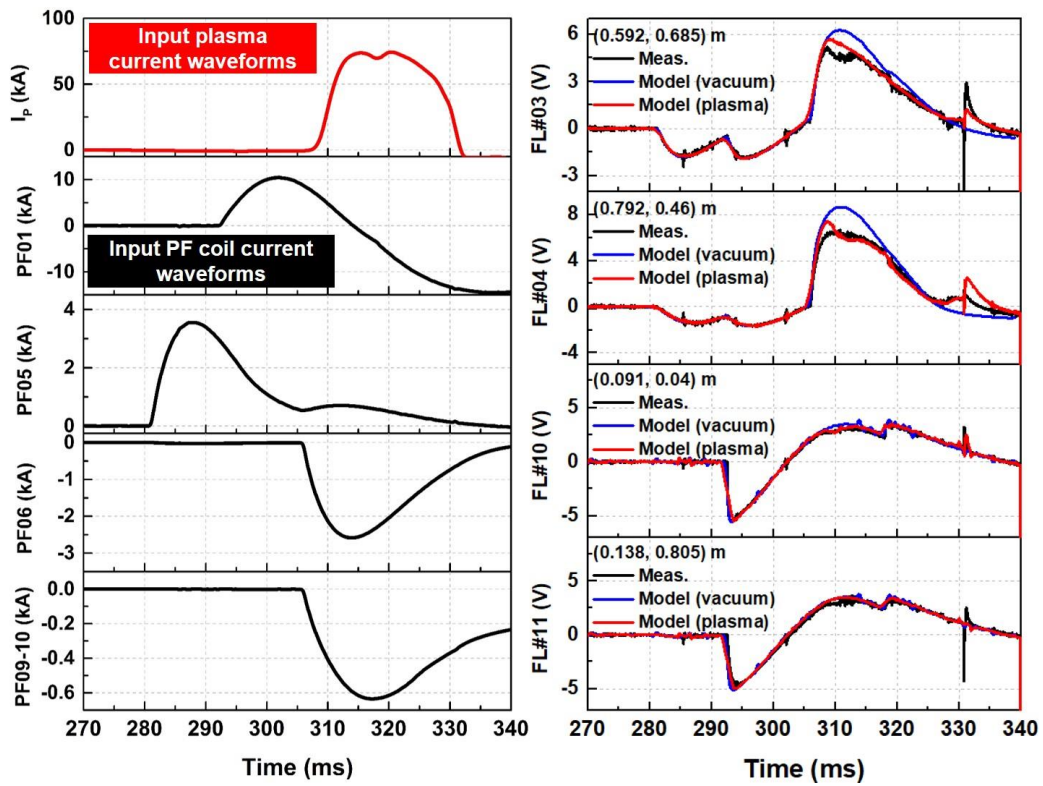 100
50
0
I_P (kA)
Input plasma
current waveforms
10
0
-10
PF01 (kA)
Input PF coil current
waveforms
4
2
0
PF05 (kA)
0
-1
-2
-3
PF06 (kA)
0.0
-0.2
-0.4
-0.6
PF09-10 (kA)
270 280 290 300 310 320 330 340
Time (ms)
6
3
0
-3
FL#03 (V)
(0.592, 0.685) m
Meas.
Model (vacuum)
Model (plasma)
8
4
0
-4
FL#04 (V)
(0.792, 0.46) m
Meas.
Model (vacuum)
Model (plasma)
5
0
-5
FL#10 (V)
(0.091, 0.04) m
Meas.
Model (vacuum)
Model (plasma)
5
0
-5
FL#11 (V)
(0.138, 0.805) m
Meas.
Model (vacuum)
Model (plasma)
270 280 290 300 310 320 330 340
Time (ms)